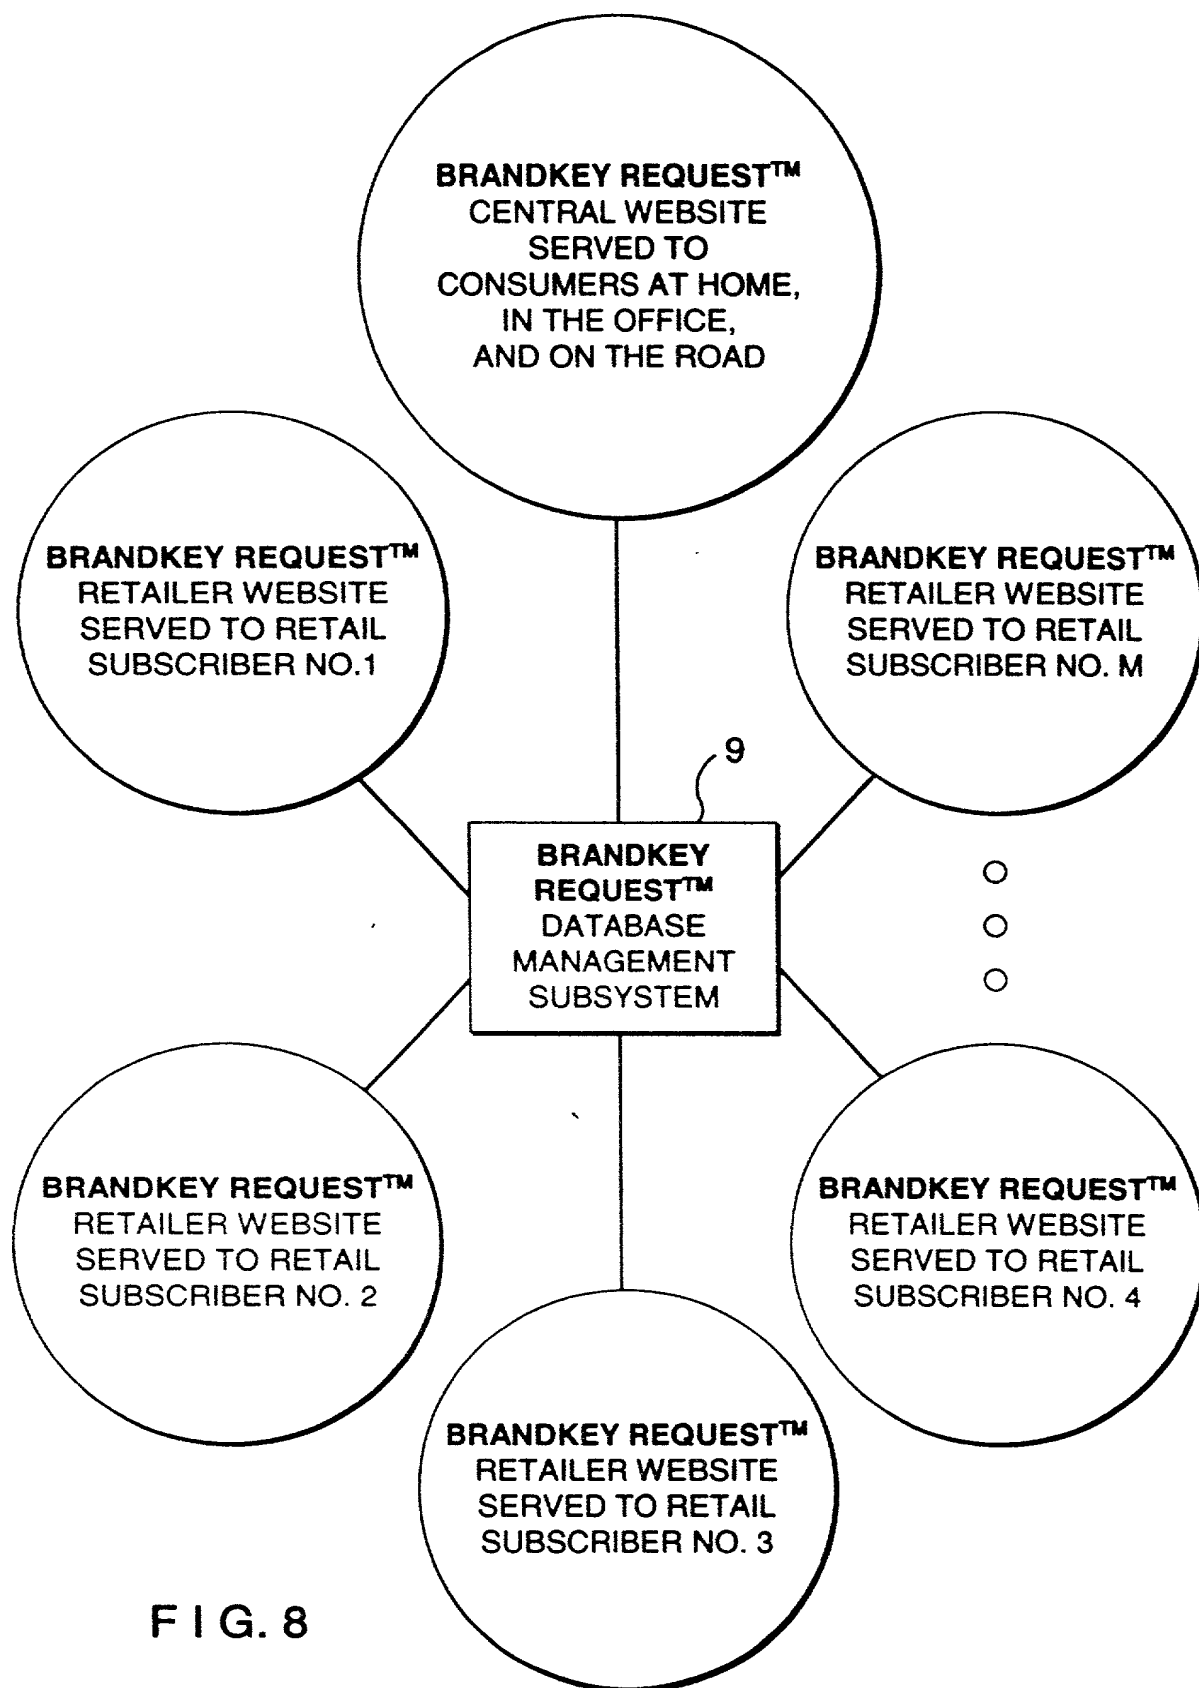 BRANDKEY REQUEST™
CENTRAL WEBSITE
SERVED TO
CONSUMERS AT HOME,
IN THE OFFICE,
AND ON THE ROAD
BRANDKEY REQUEST™
RETAILER WEBSITE
SERVED TO RETAIL
SUBSCRIBER NO.1
BRANDKEY REQUEST™
RETAILER WEBSITE
SERVED TO RETAIL
SUBSCRIBER NO. M
9
BRANDKEY
REQUEST™
DATABASE
MANAGEMENT
SUBSYSTEM
BRANDKEY REQUEST™
RETAILER WEBSITE
SERVED TO RETAIL
SUBSCRIBER NO. 2
BRANDKEY REQUEST™
RETAILER WEBSITE
SERVED TO RETAIL
SUBSCRIBER NO. 4
BRANDKEY REQUEST™
RETAILER WEBSITE
SERVED TO RETAIL
SUBSCRIBER NO. 3
FIG. 8